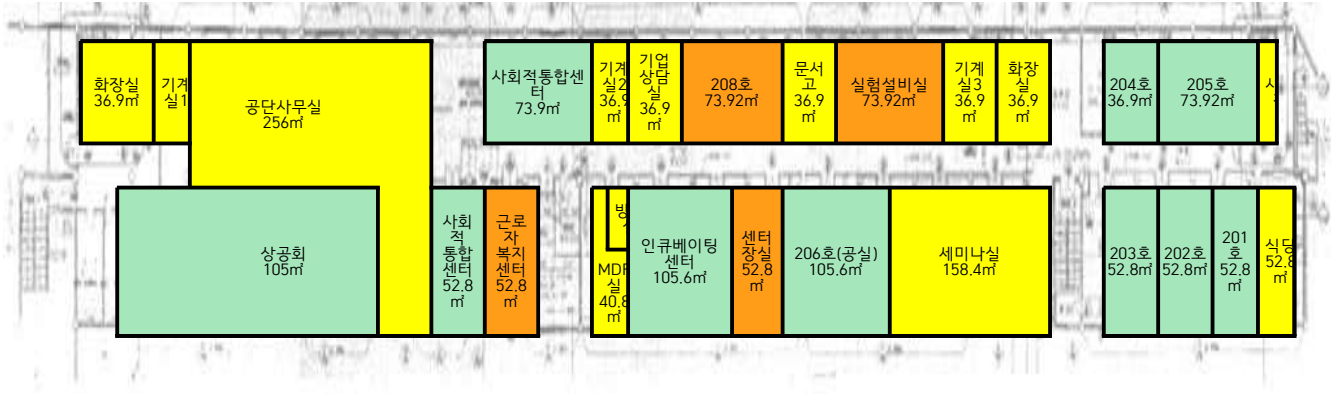 화장실
36.9㎡
기계
실1
공단사무실
256㎡
사회적통합센
터
73.9㎡
기계
실2
36.9
㎡
기업
상담
실
36.9
㎡
208호
73.92㎡
문서
고
36.9
㎡
실험설비실
73.92㎡
기계
실3
36.9
㎡
화장
실
36.9
㎡
204호
36.9㎡
205호
73.92㎡
상공회
105㎡
사회
적
통합
센터
52.8
㎡
근로
자
복지
센터
52.8
㎡
MDF
실
40.8
㎡
인큐베이팅
센터
105.6㎡
센터
장실
52.8
㎡
206호(공실)
105.6㎡
세미나실
158.4㎡
203호
52.8㎡
202호
52.8㎡
201
호
52.8
㎡
식당
52.8
㎡